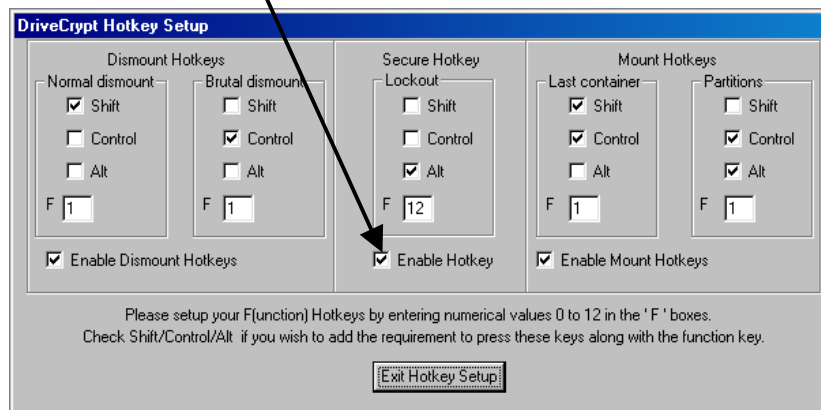 DriveCrypt Hotkey Setup
Dismount Hotkeys
Secure Hotkey
Mount Hotkeys
Normal dismount
Brutal dismount
Lockout
Last container
Partitions
Shift
Shift
Shift
Shift
Shift
Control
Control
Control
Control
Control
Alt
Alt
Alt
Alt
Alt
F 1
F 1
F 12
F 1
F 1
Enable Dismount Hotkeys
Enable Hotkey
Enable Mount Hotkeys
Please setup your F(unction) Hotkeys by entering numerical values 0 to 12 in the ' F ' boxes.
Check Shift/Control/Alt if you wish to add the requirement to press these keys along with the function key.
Exit Hotkey Setup